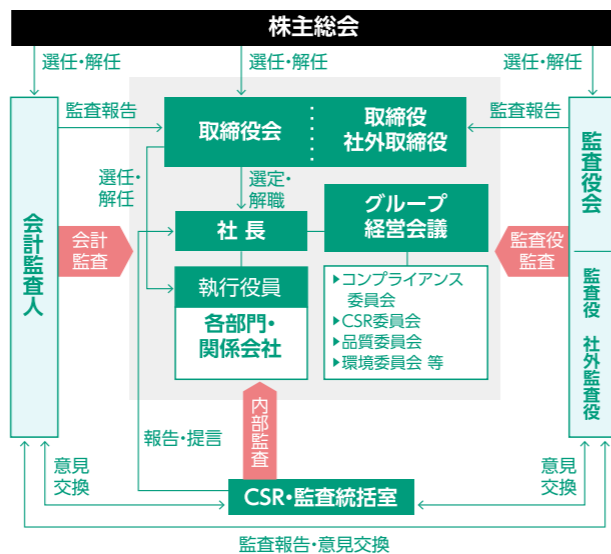 株主総会
選任・解任
選任・解任
選任・解任
監査報告
取締役会
取締役
社外取締役
監査報告
選任・
解任
選定・
解職
会計監査人
会計
監査
社 長
グループ
経営会議
監査役
監査
監査役会
監査役 社外監査役
執行役員
各部門・
関係会社
▶コンプライアンス
委員会
▶CSR委員会
▶品質委員会
▶環境委員会 等
内部監査
報告・提言
意見
交換
CSR・監査統括室
意見
交換
監査報告・意見交換